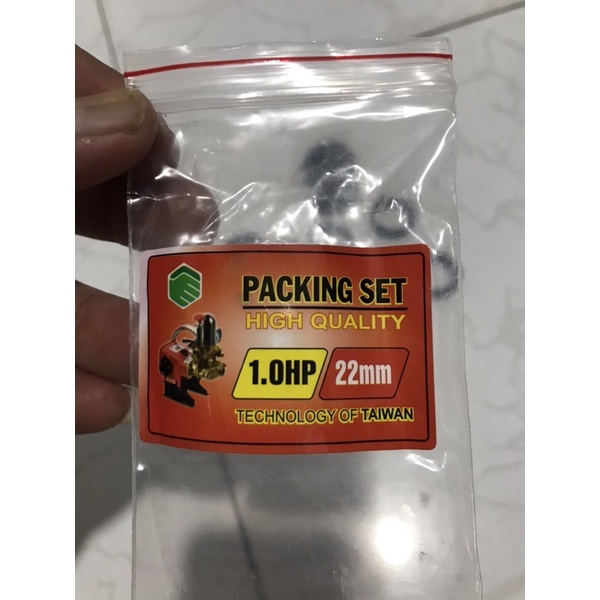 PACKING SET
HIGH QUALITY
1.0HP 22mm
TECHNOLOGY OF TAIWAN